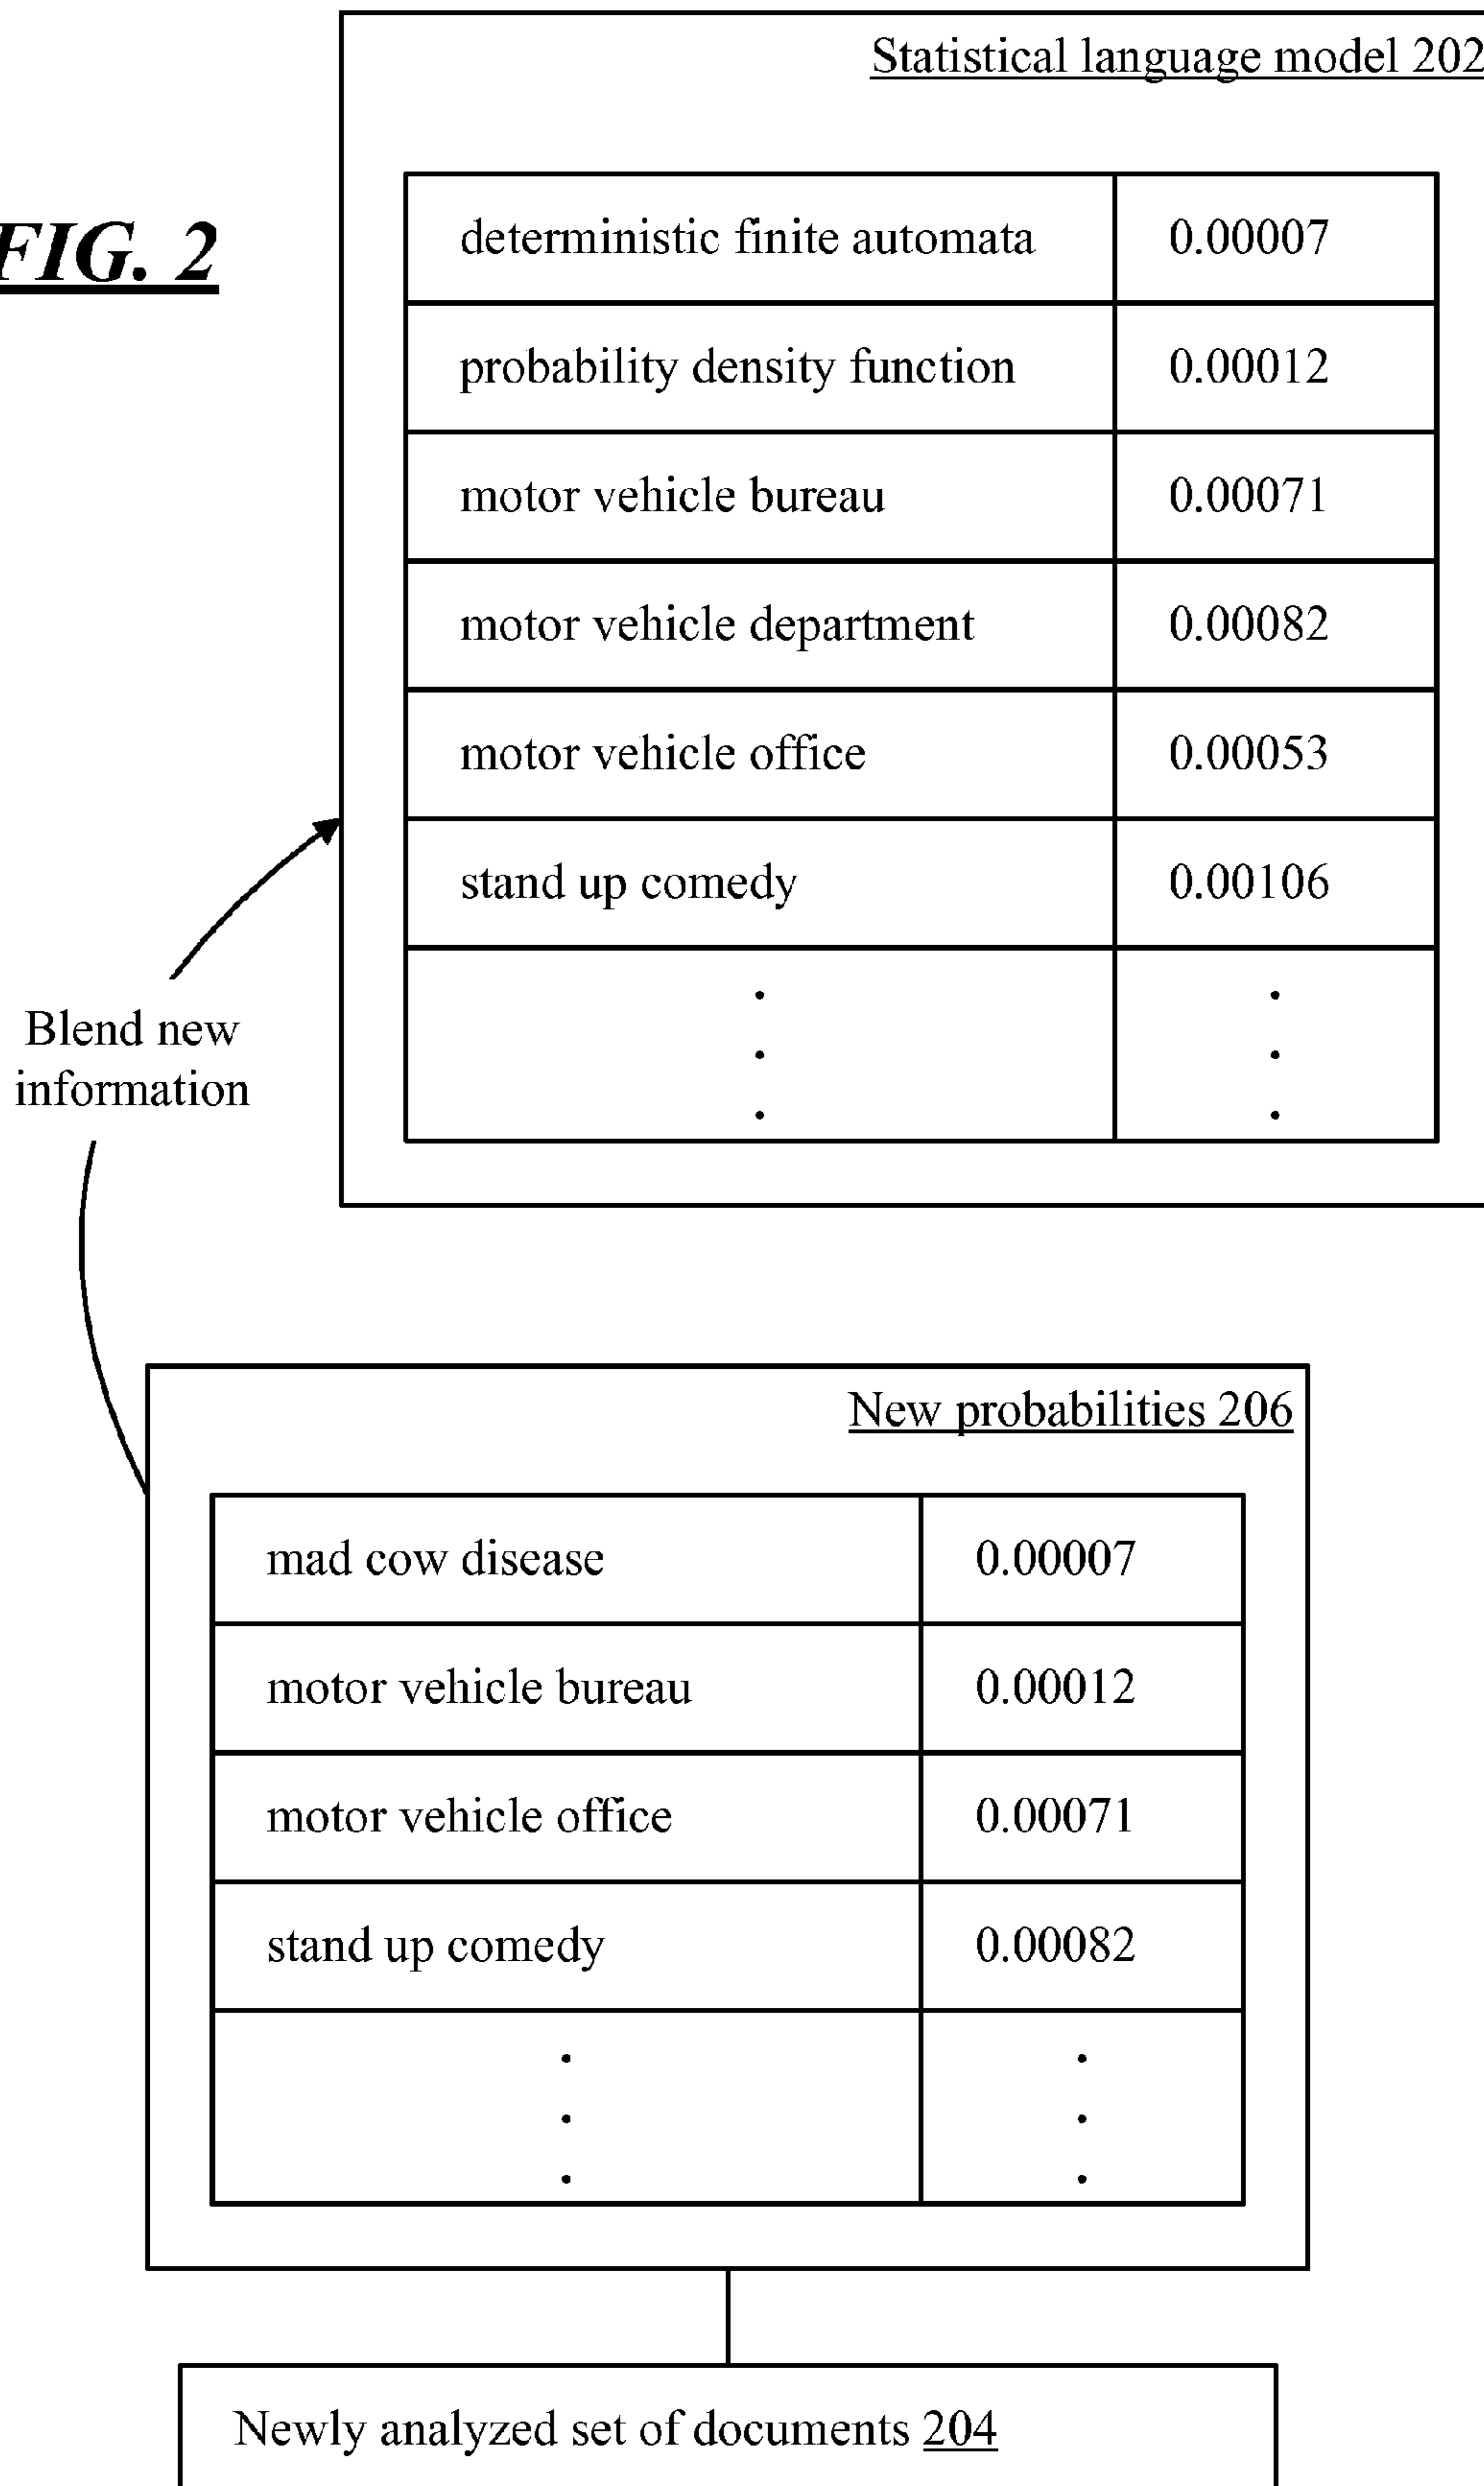 Statistical language model 202
FIG. 2
deterministic finite automata 0.00007
probability density function 0.00012
motor vehicle bureau 0.00071
motor vehicle department 0.00082
motor vehicle office 0.00053
stand up comedy 0.00106
Blend new
information
New probabilities 206
mad cow disease 0.00007
motor vehicle bureau 0.00012
motor vehicle office 0.00071
stand up comedy 0.00082
Newly analyzed set of documents 204